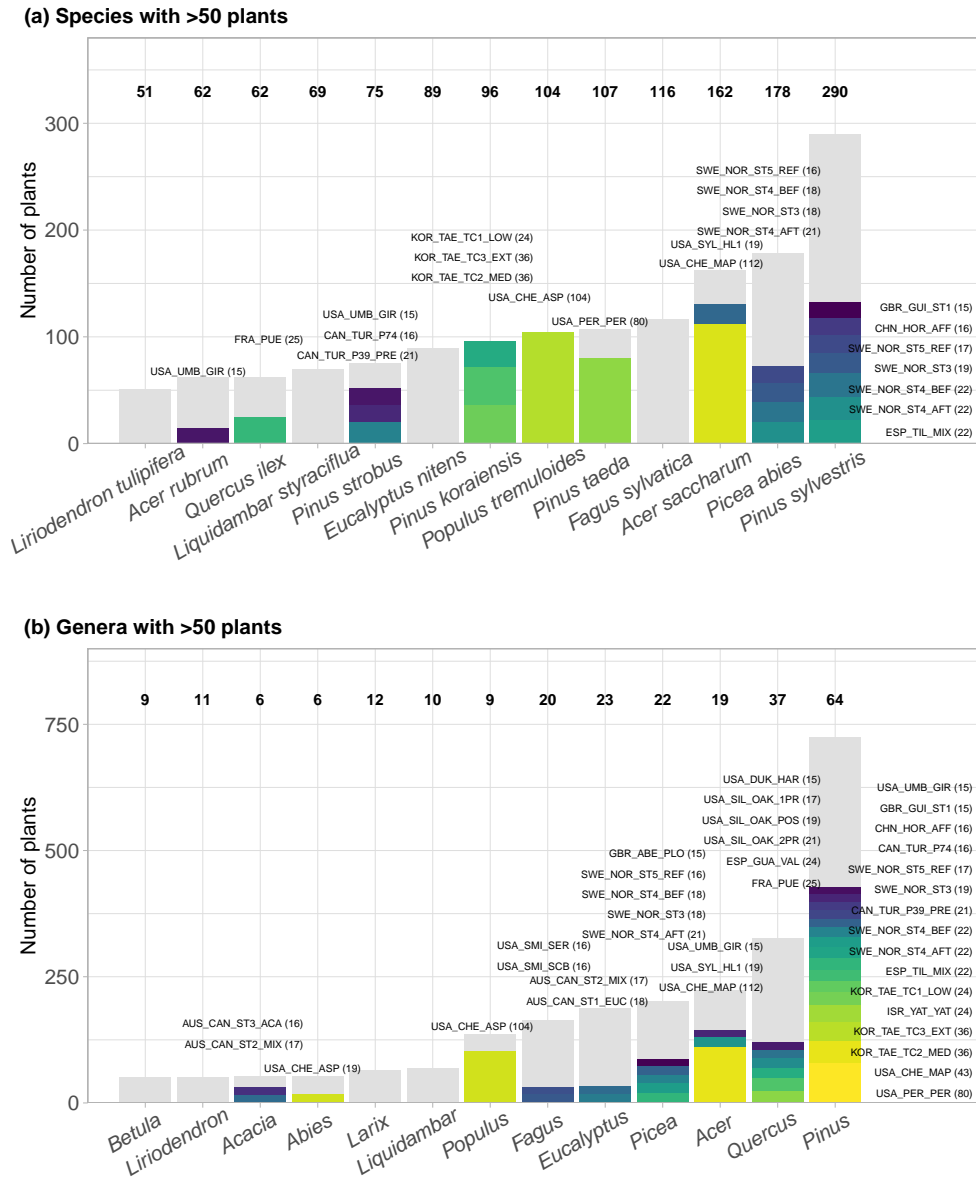 (a) Species with >50 plants
51 62 62 69 75 89 96 104 107 116 162 178 290
Number of plants
300
200
100
0
USA_UMB_GIR (15)
FRA_PUE (25)
USA_UMB_GIR (15)
CAN_TUR_P74 (16)
CAN_TUR_P39_PRE (21)
KOR_TAE_TC1_LOW (24)
KOR_TAE_TC3_EXT (36)
KOR_TAE_TC2_MED (36)
USA_CHE_ASP (104)
USA_PER_PER (80)
USA_SYL_HL1 (19)
USA_CHE_MAP (112)
SWE_NOR_ST5_REF (16)
SWE_NOR_ST4_BEF (18)
SWE_NOR_ST3 (18)
SWE_NOR_ST4_AFT (21)
GBR_GUI_ST1 (15)
CHN_HOR_AFF (16)
SWE_NOR_ST5_REF (17)
SWE_NOR_ST3 (19)
SWE_NOR_ST4_BEF (22)
SWE_NOR_ST4_AFT (22)
ESP_TIL_MIX (22)
Liriodendron tulipifera
Acer rubrum
Quercus ilex
Liquidambar styraciflua
Pinus strobus
Eucalyptus nitens
Pinus koraiensis
Populus tremuloides
Pinus taeda
Fagus sylvatica
Acer saccharum
Picea abies
Pinus sylvestris
(b) Genera with >50 plants
9 11 6 6 12 10 9 20 23 22 19 37 64
Number of plants
750
500
250
0
AUS_CAN_ST3_ACA (16)
AUS_CAN_ST2_MIX (17)
USA_CHE_ASP (19)
USA_CHE_ASP (104)
USA_SMI_SER (16)
USA_SMI_SCB (16)
AUS_CAN_ST2_MIX (17)
AUS_CAN_ST1_EUC (18)
GBR_ABE_PLO (15)
SWE_NOR_ST5_REF (16)
SWE_NOR_ST4_BEF (18)
SWE_NOR_ST3 (18)
SWE_NOR_ST4_AFT (21)
USA_UMB_GIR (15)
USA_SYL_HL1 (19)
USA_CHE_MAP (112)
USA_DUK_HAR (15)
USA_SIL_OAK_1PR (17)
USA_SIL_OAK_POS (19)
USA_SIL_OAK_2PR (21)
ESP_GUA_VAL (24)
FRA_PUE (25)
USA_UMB_GIR (15)
GBR_GUI_ST1 (15)
CHN_HOR_AFF (16)
CAN_TUR_P74 (16)
SWE_NOR_ST5_REF (17)
SWE_NOR_ST3 (19)
CAN_TUR_P39_PRE (21)
SWE_NOR_ST4_BEF (22)
SWE_NOR_ST4_AFT (22)
ESP_TIL_MIX (22)
KOR_TAE_TC1_LOW (24)
ISR_YAT_YAT (24)
KOR_TAE_TC3_EXT (36)
KOR_TAE_TC2_MED (36)
USA_CHE_MAP (43)
USA_PER_PER (80)
Betula
Liriodendron
Acacia
Abies
Larix
Liquidambar
Populus
Fagus
Eucalyptus
Picea
Acer
Quercus
Pinus